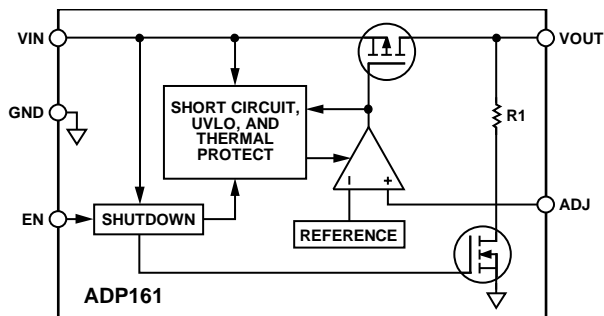 VIN
VOUT
GND
SHORT CIRCUIT,
UVLO, AND
THERMAL
PROTECT
R1
ADJ
EN
SHUTDOWN
REFERENCE
ADP161